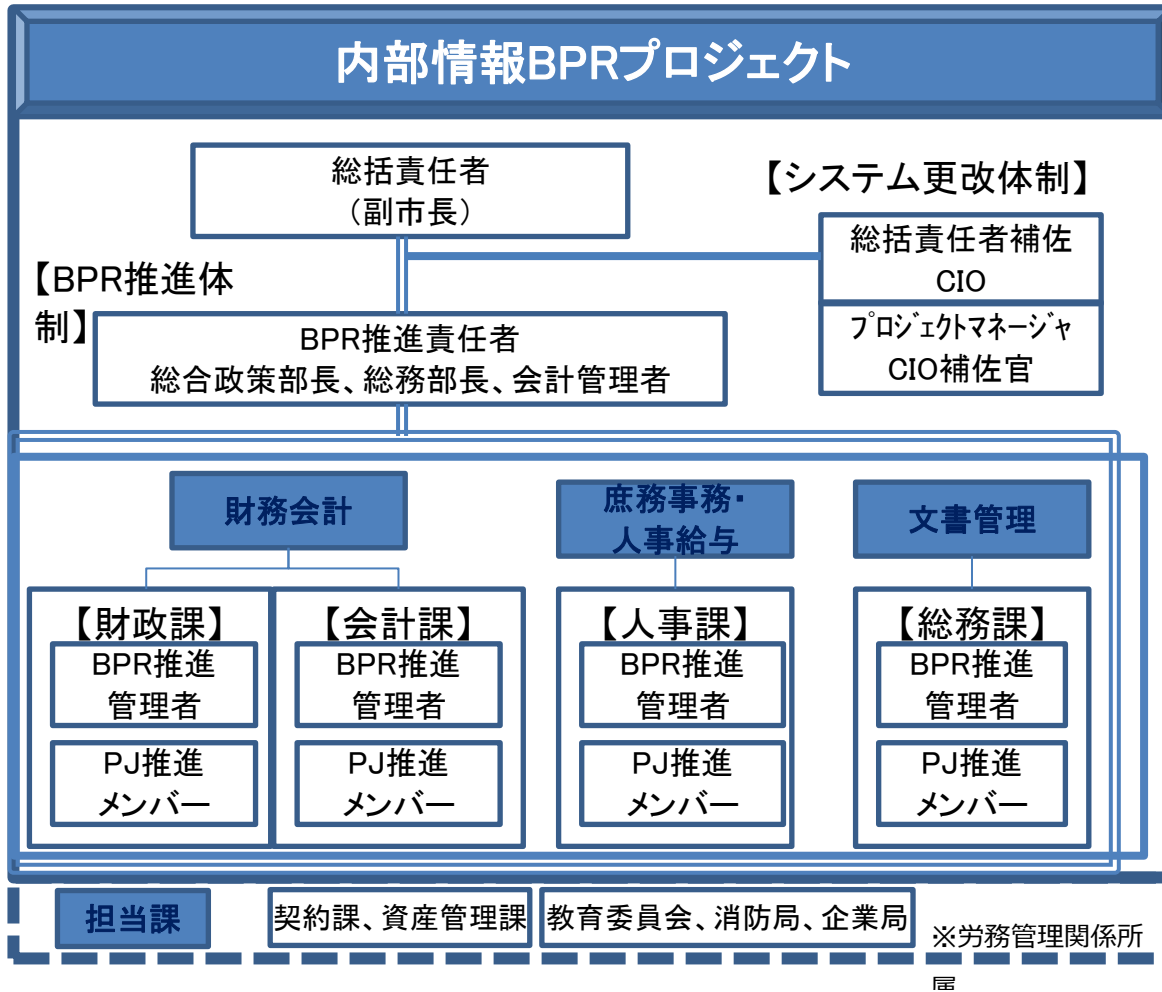 内部情報BPRプロジェクト
総括責任者
（副市長）
【システム更改体制】
総括責任者補佐
CIO
ﾌﾟﾛｼﾞｪｸﾄﾏﾈｰｼﾞｬ
CIO補佐官
【BPR推進体
制】
BPR推進責任者
総合政策部長、総務部長、会計管理者
財務会計
庶務事務・
人事給与
文書管理
【財政課】
BPR推進
管理者
PJ推進
メンバー
【会計課】
BPR推進
管理者
PJ推進
メンバー
【人事課】
BPR推進
管理者
PJ推進
メンバー
【総務課】
BPR推進
管理者
PJ推進
メンバー
担当課
契約課、資産管理課
教育委員会、消防局、企業局
※労務管理関係所
属